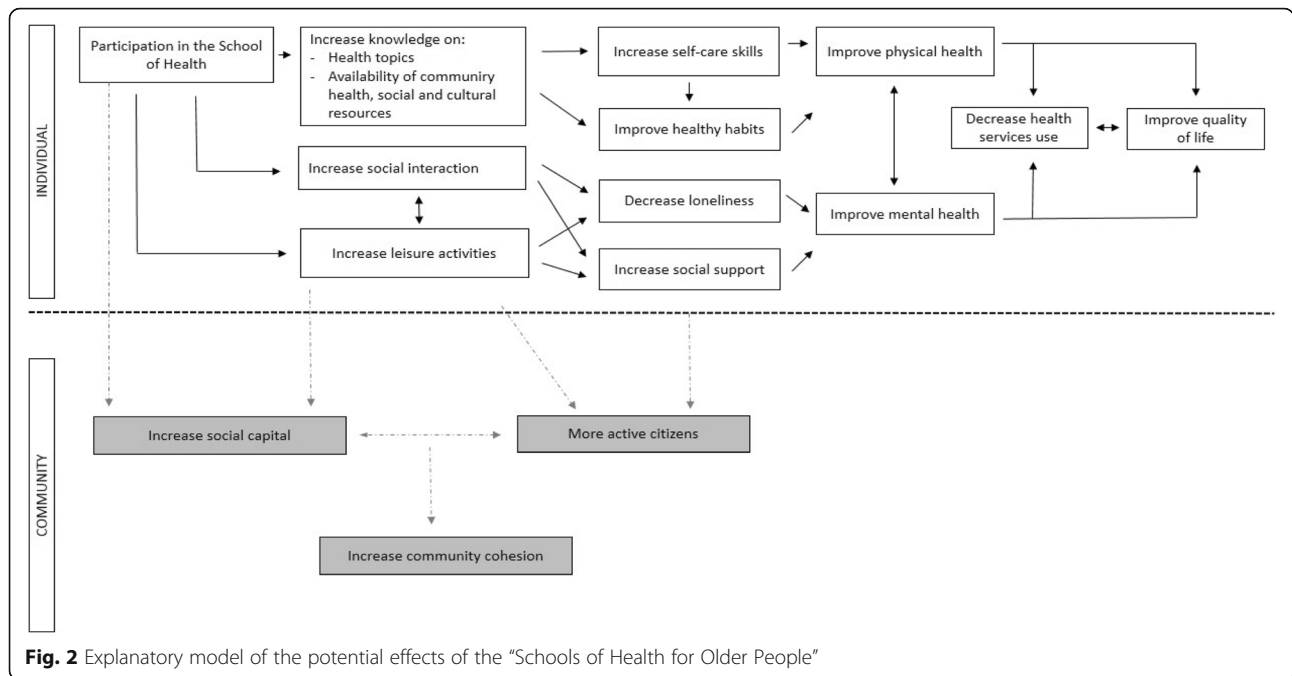 INDIVIDUAL
Participation in the School
of Health
Increase knowledge on:
- Health topics
- Availability of communiry
health, social and cultural
resources
Increase self-care skills
Improve physical health
Improve healthy habits
Decrease health
services use
Improve quality
of life
Increase social interaction
Decrease loneliness
Improve mental health
Increase leisure activities
Increase social support
COMMUNITY
Increase social capital
More active citizens
Increase community cohesion
Fig. 2 Explanatory model of the potential effects of the “Schools of Health for Older People”